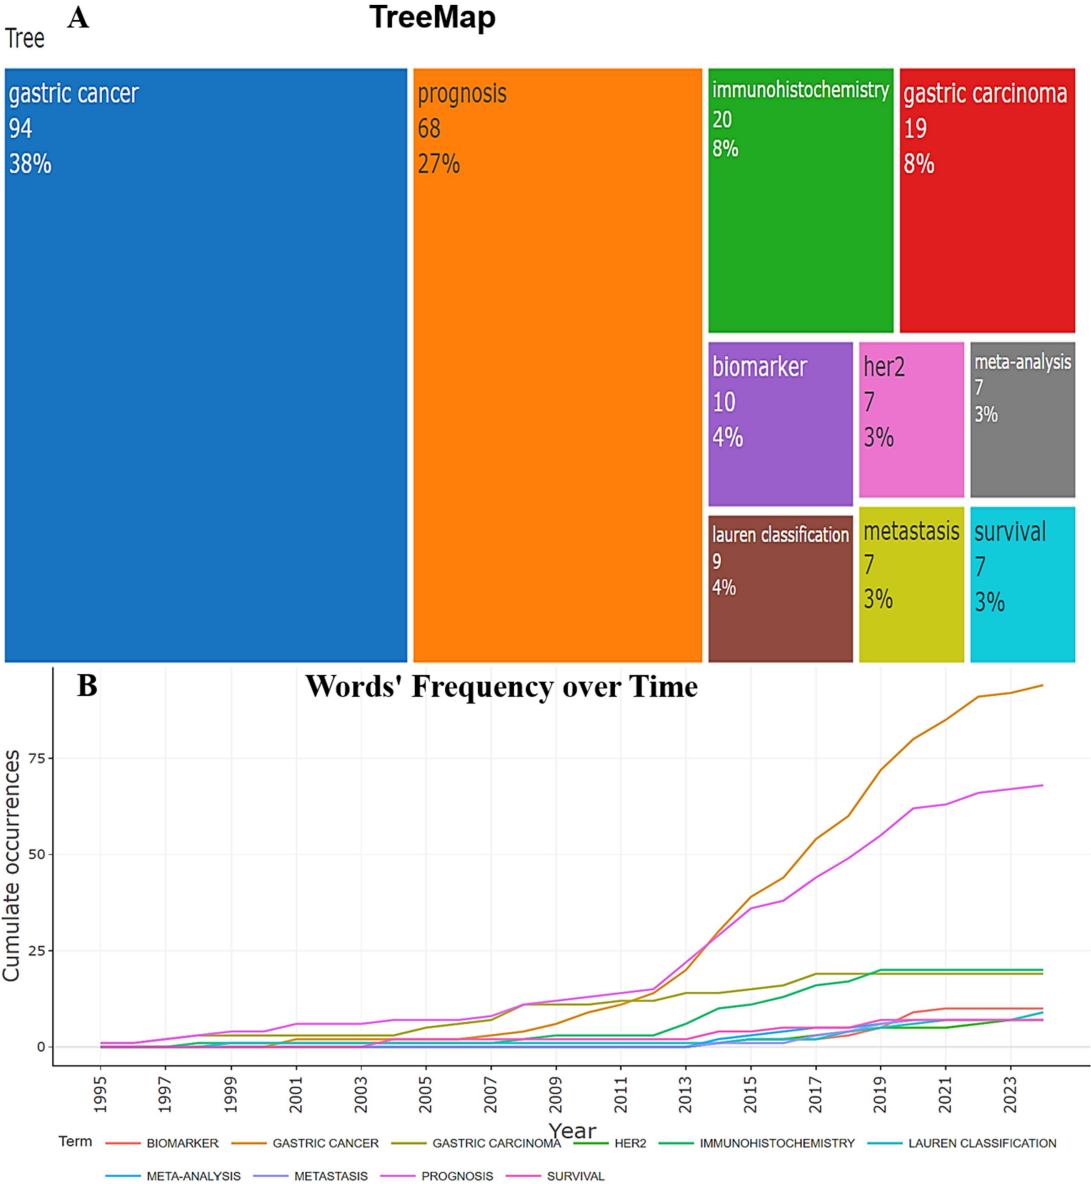 A
TreeMap
Tree
gastric cancer
94
38%
prognosis
68
27%
immunohistochemistry
20
8%
gastric carcinoma
19
8%
biomarker
10
4%
her2
7
3%
meta-analysis
7
3%
lauren classification
9
4%
metastasis
7
3%
survival
7
3%
B
Words' Frequency over Time
Cumulate occurrences
75
50
25
0
1995 1997 1999 2001 2003 2005 2007 2009 2011 2013 2015 2017 2019 2021 2023
Year
Term BIOMARKER GASTRIC CANCER GASTRIC CARCINOMA HER2 IMMUNOHISTOCHEMISTRY LAUREN CLASSIFICATION
META-ANALYSIS METASTASIS PROGNOSIS SURVIVAL